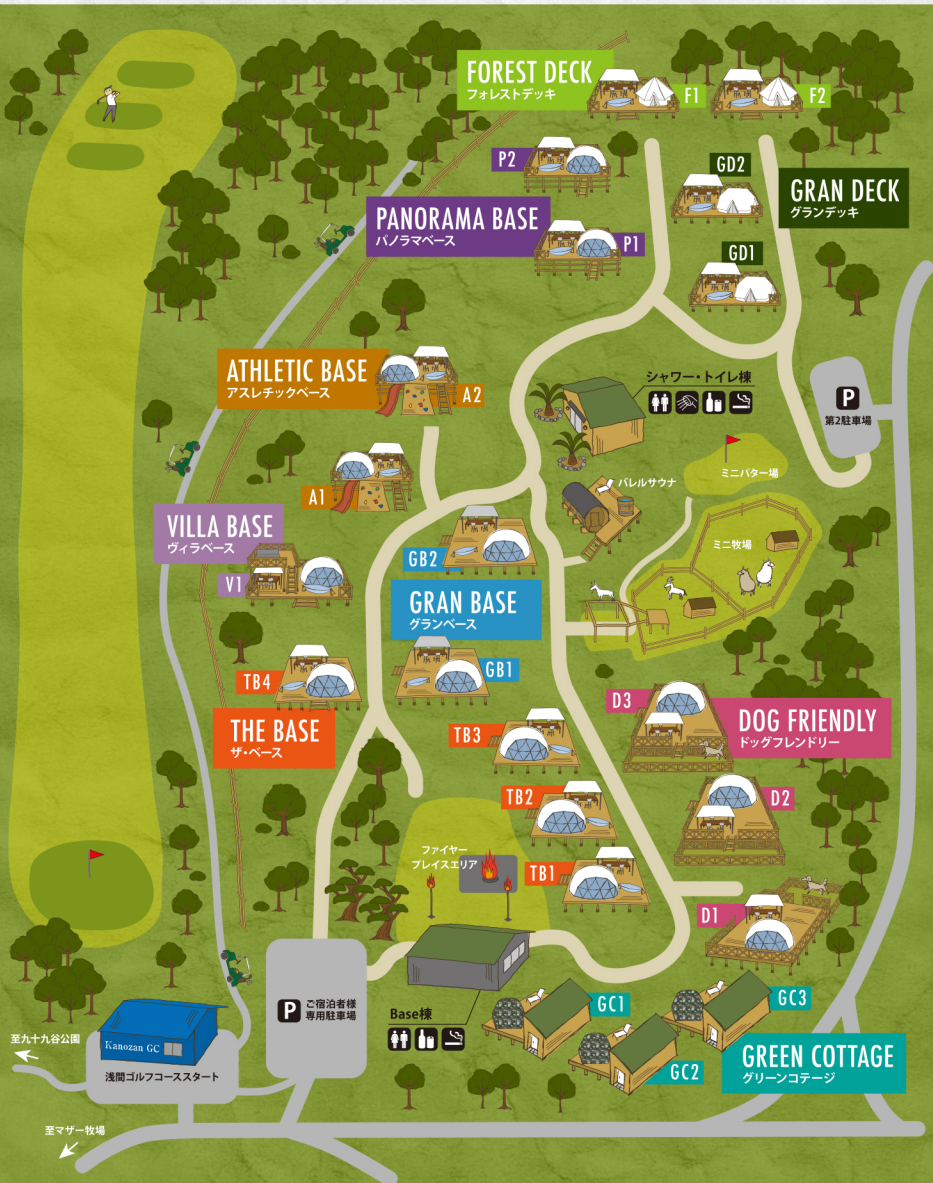 FOREST DECK
フォレストデッキ
F1
F2
P2
GD2
GRAN DECK
グランデッキ
PANORAMA BASE
パノラマベース
P1
GD1
ATHLETIC BASE
アスレチックベース
A2
シャワー・トイレ棟
P
第2駐車場
ミニパター場
バレルサウナ
A1
VILLA BASE
ヴィラベース
V1
GB2
ミニ牧場
GRAN BASE
グランベース
GB1
TB4
THE BASE
ザ・ベース
TB3
D3
DOG FRIENDLY
ドッグフレンドリー
TB2
D2
ファイヤー
プレイスエリア
TB1
D1
P
ご宿泊者様
専用駐車場
Base棟
GC1
GC3
GC2
GREEN COTTAGE
グリーンコテージ
至九十九谷公園
Kanozan GC
浅間ゴルフコーススタート
至マザー牧場